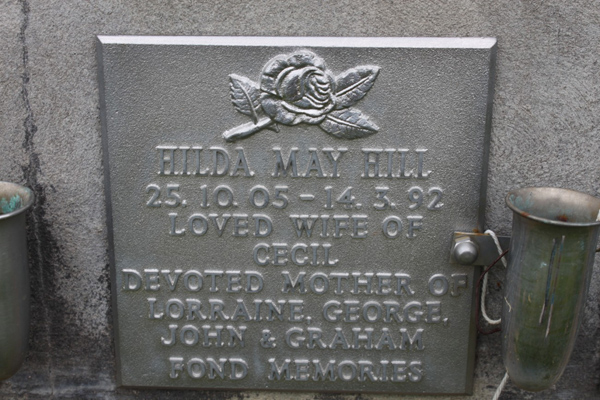 HILDA MAY HILL
25.10.05 - 14.3.92
LOVED WIFE OF
CECIL
DEVOTED MOTHER OF
LORRAINE, GEORGE,
JOHN & GRAHAM
FOND MEMORIES